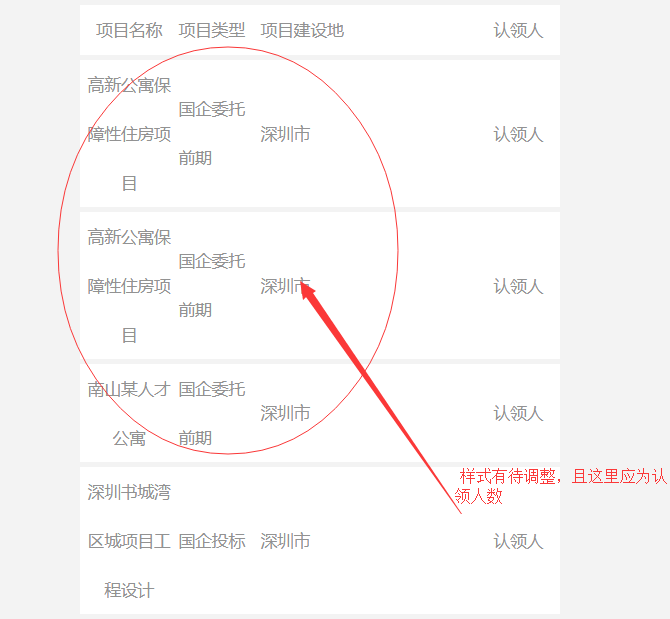 项目名称 项目类型 项目建设地 认领人
高新公寓保
国企委托
障性住房项 深圳市 认领人
前期
目
高新公寓保
国企委托
障性住房项 深圳市 认领人
前期
目
南山某人才 国企委托
深圳市 认领人
公寓 前期
样式有待调整，且这里应为认
领人数
深圳书城湾
区城项目工 国企投标 深圳市 认领人
程设计